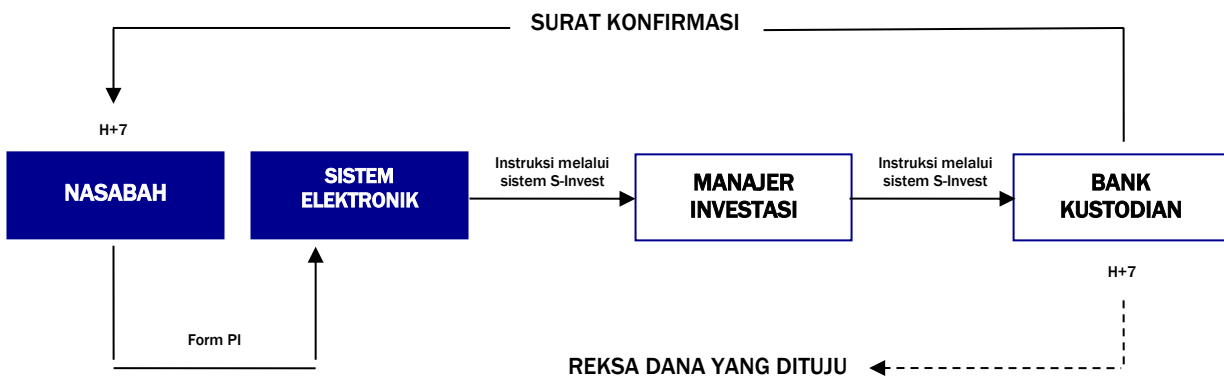 SURAT KONFIRMASI
H+7
NASABAH
SISTEM
ELEKTRONIK
Instruksi melalui
sistem S-Invest
MANAJER
INVESTASI
Instruksi melalui
sistem S-Invest
BANK
KUSTODIAN
H+7
Form PI
REKSA DANA YANG DITUJU